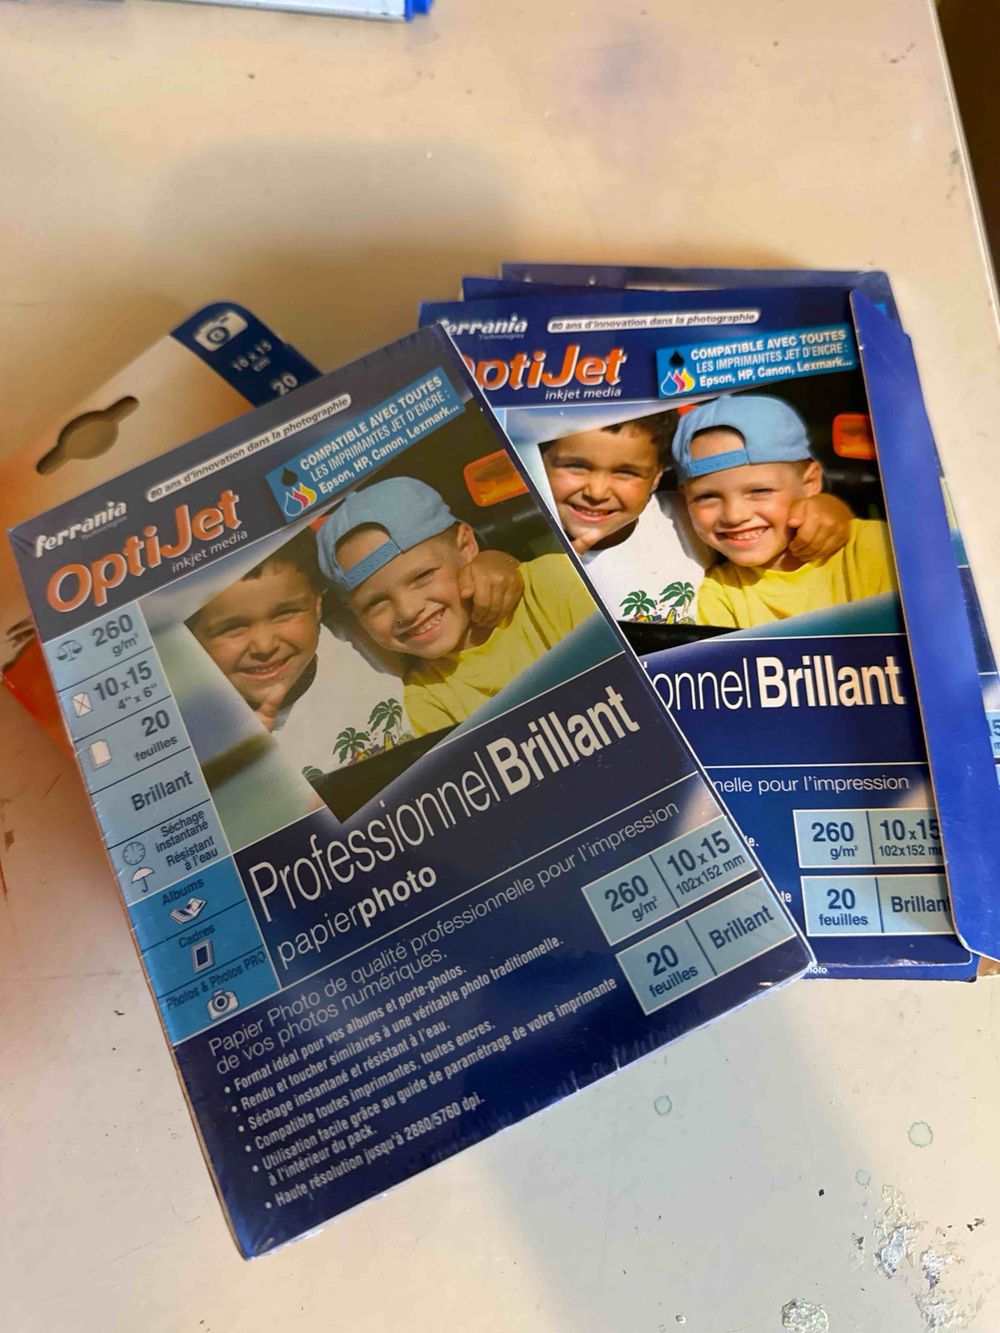 10x15
cm
20
ferrania
Technologies
80 ans d'innovation dans la photographie
OptiJet
inkjet media
COMPATIBLE AVEC TOUTES
LES IMPRIMANTES JET D'ENCRE :
Epson, HP, Canon, Lexmark...
260
g/m²
10x15
4" x 6"
20
feuilles
Brillant
Séchage
instantané
Résistant
à l'eau
Albums
Cadres
Photos & Photos PRO
Professionnel Brillant
papierphoto
Papier Photo de qualité professionnelle pour l'impression
de vos photos numériques.
• Format idéal pour vos albums et porte-photos.
• Rendu et toucher similaires à une véritable photo traditionnelle.
• Séchage instantané et résistant à l'eau.
• Compatible toutes imprimantes, toutes encres.
• Utilisation facile grâce au guide de paramétrage de votre imprimante
à l'intérieur du pack.
• Haute résolution jusqu'à 2880/5760 dpi.
260
g/m²
10x15
102x152 mm
20
feuilles
Brillant
ferrania
Technologies
80 ans d'innovation dans la photographie
OptiJet
inkjet media
COMPATIBLE AVEC TOUTES
LES IMPRIMANTES JET D'ENCRE :
Epson, HP, Canon, Lexmark...
onnel Brillant
nelle pour l'impression
260
g/m²
10x15
102x152 m
20
feuilles
Brillan